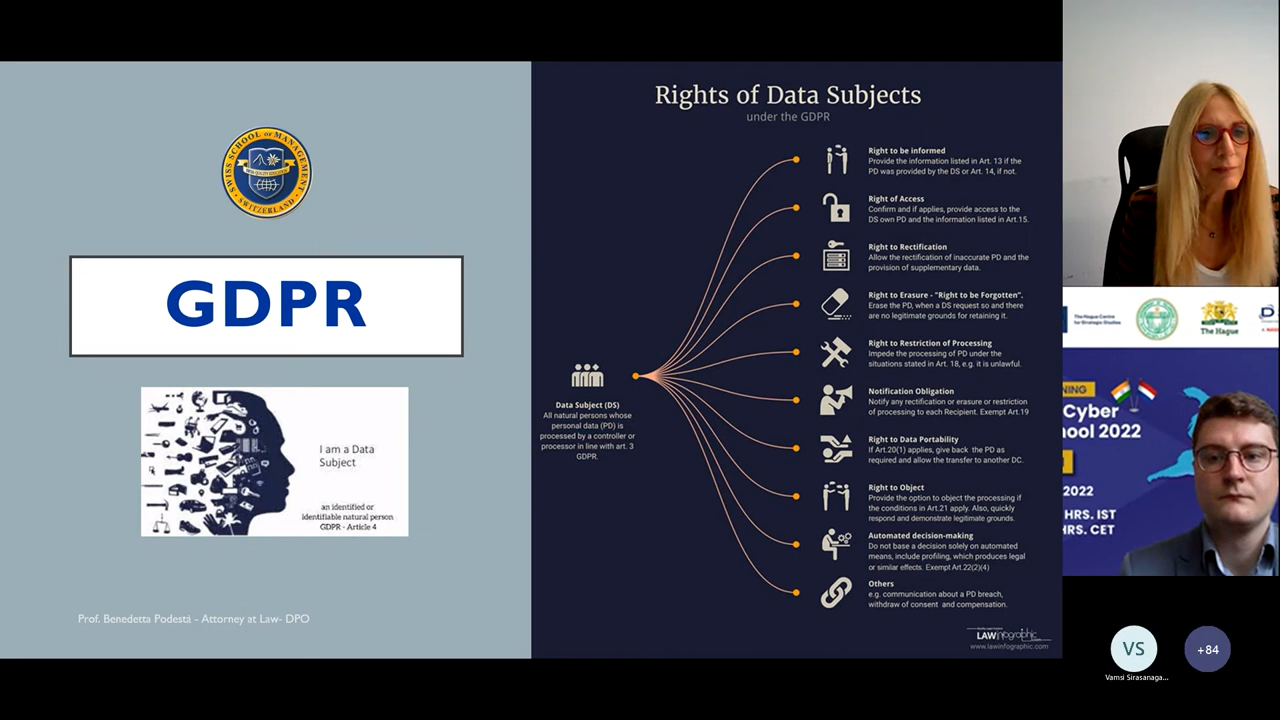 SWISS SCHOOL OF MANAGEMENT
SWITZERLAND
GDPR
I am a Data
Subject
an identified or
identifiable natural person
GDPR - Article 4
Prof. Benedetta Podestà - Attorney at Law- DPO
Rights of Data Subjects
under the GDPR
Data Subject (DS)
All natural persons whose
personal data (PD) is
processed by a controller or
processor in line with art. 3
GDPR.
Right to be informed
Provide the information listed in Art. 13 if the
PD was provided by the DS or Art. 14, if not.
Right of Access
Confirm and if applies, provide access to the
DS own PD and the information listed in Art.15.
Right to Rectification
Allow the rectification of inaccurate PD and the
provision of supplementary data.
Right to Erasure - "Right to be Forgotten".
Erase the PD, when a DS request so and there
are no legitimate grounds for retaining it.
Right to Restriction of Processing
Impede the processing of PD under the
situations stated in Art. 18, e.g. it is unlawful.
Notification Obligation
Notify any rectification or erasure or restriction
of processing to each Recipient. Exempt Art.19
Right to Data Portability
If Art.20(1) applies, give back the PD as
required and allow the transfer to another DC.
Right to Object
Provide the option to object the processing if
the conditions in Art.21 apply. Also, quickly
respond and demonstrate legitimate grounds.
Automated decision-making
Do not base a decision solely on automated
means, include profiling, which produces legal
or similar effects. Exempt Art.22(2)(4)
Others
e.g. communication about a PD breach,
withdraw of consent and compensation.
LAWinfographic
www.lawinfographic.com
The Hague Centre
for Strategic Studies
The Hague
D
NING
Cyber
hool 2022
2022
HRS. IST
HRS. CET
VS
+84
Vamsi Sirasanaga...